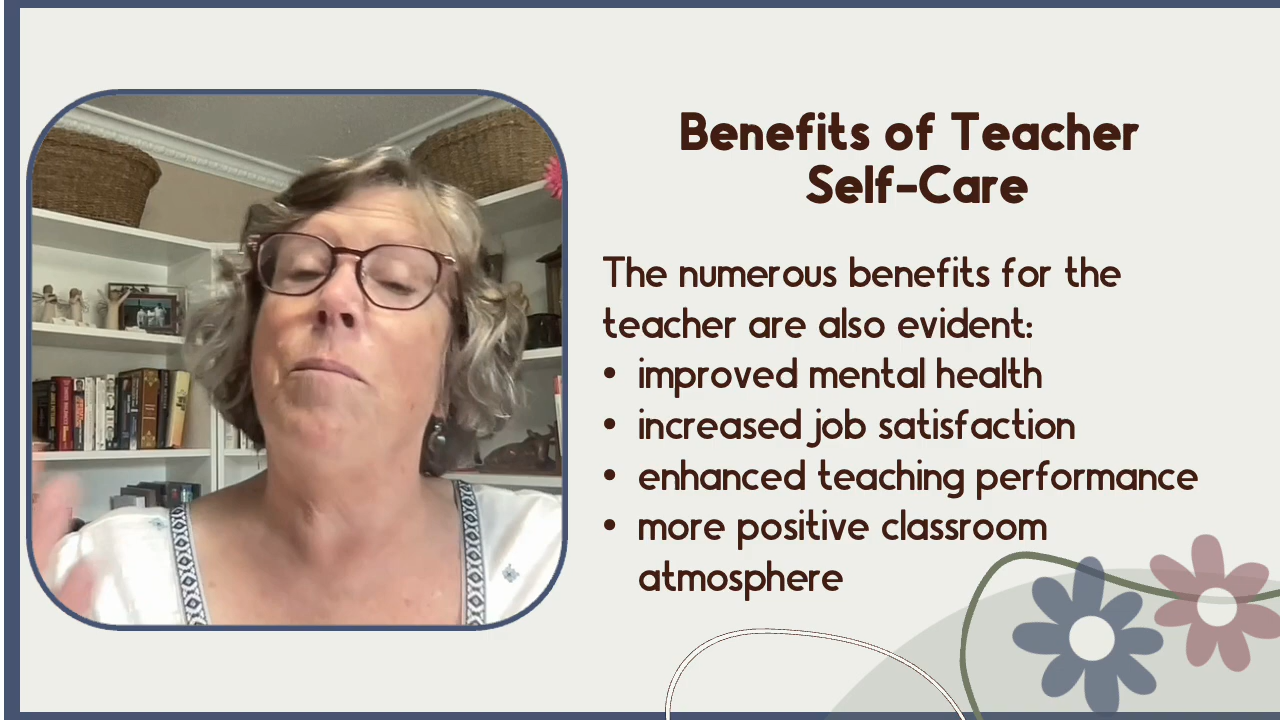 Benefits of Teacher
Self-Care
The numerous benefits for the
teacher are also evident:
• improved mental health
• increased job satisfaction
• enhanced teaching performance
• more positive classroom
atmosphere